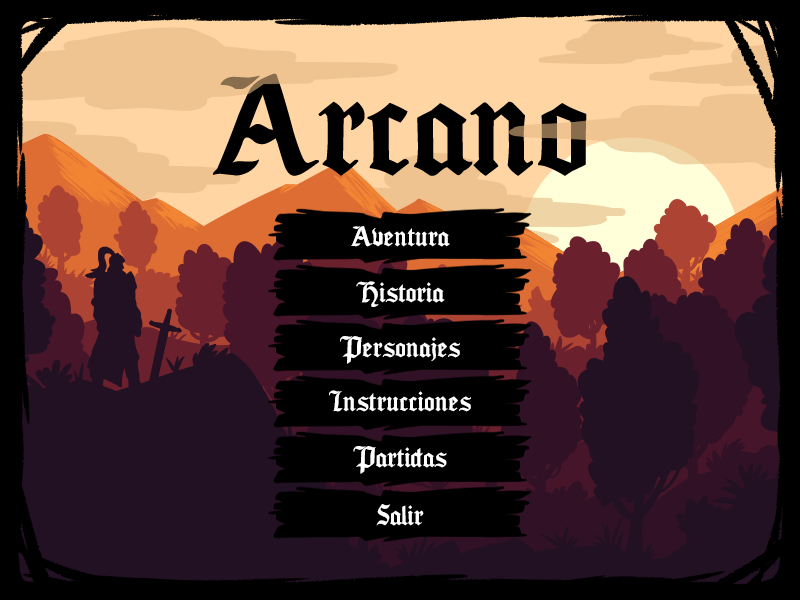 Arcano
Aventura
Historia
Personajes
Instrucciones
Partidas
Salir